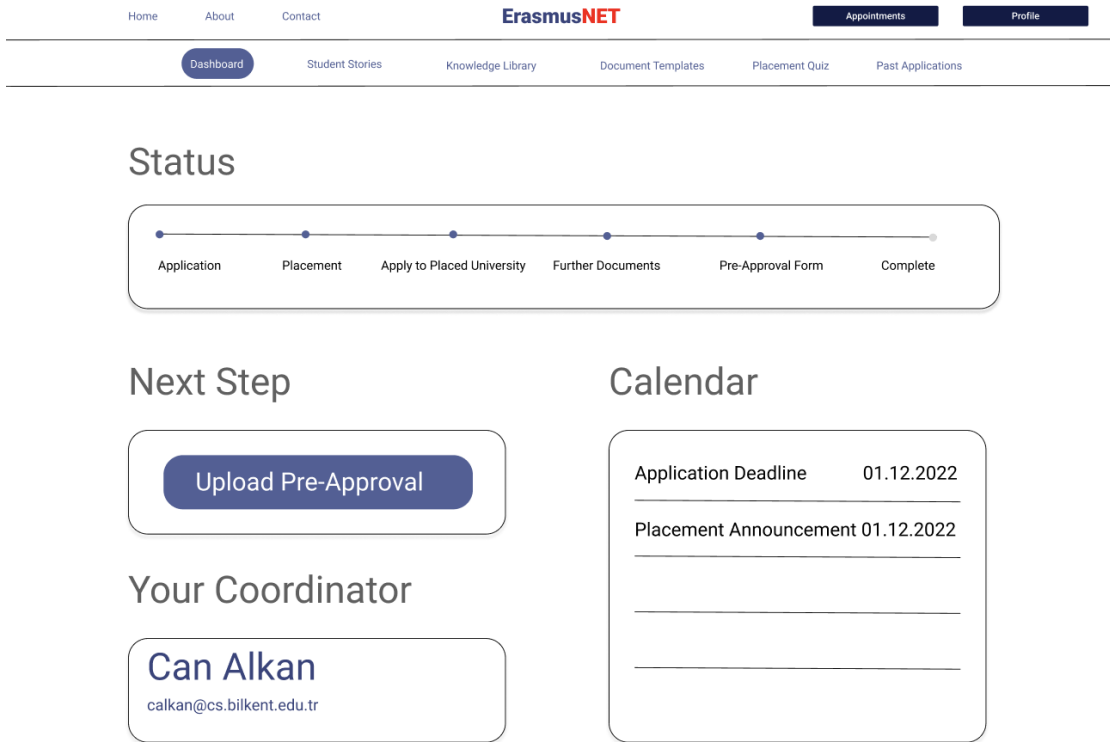 Home About Contact ErasmusNET Appointments Profile
Dashboard Student Stories Knowledge Library Document Templates Placement Quiz Past Applications
Status
Application Placement Apply to Placed University Further Documents Pre-Approval Form Complete
Next Step
Upload Pre-Approval
Calendar
Application Deadline 01.12.2022
Placement Announcement 01.12.2022
Your Coordinator
Can Alkan
calkan@cs.bilkent.edu.tr